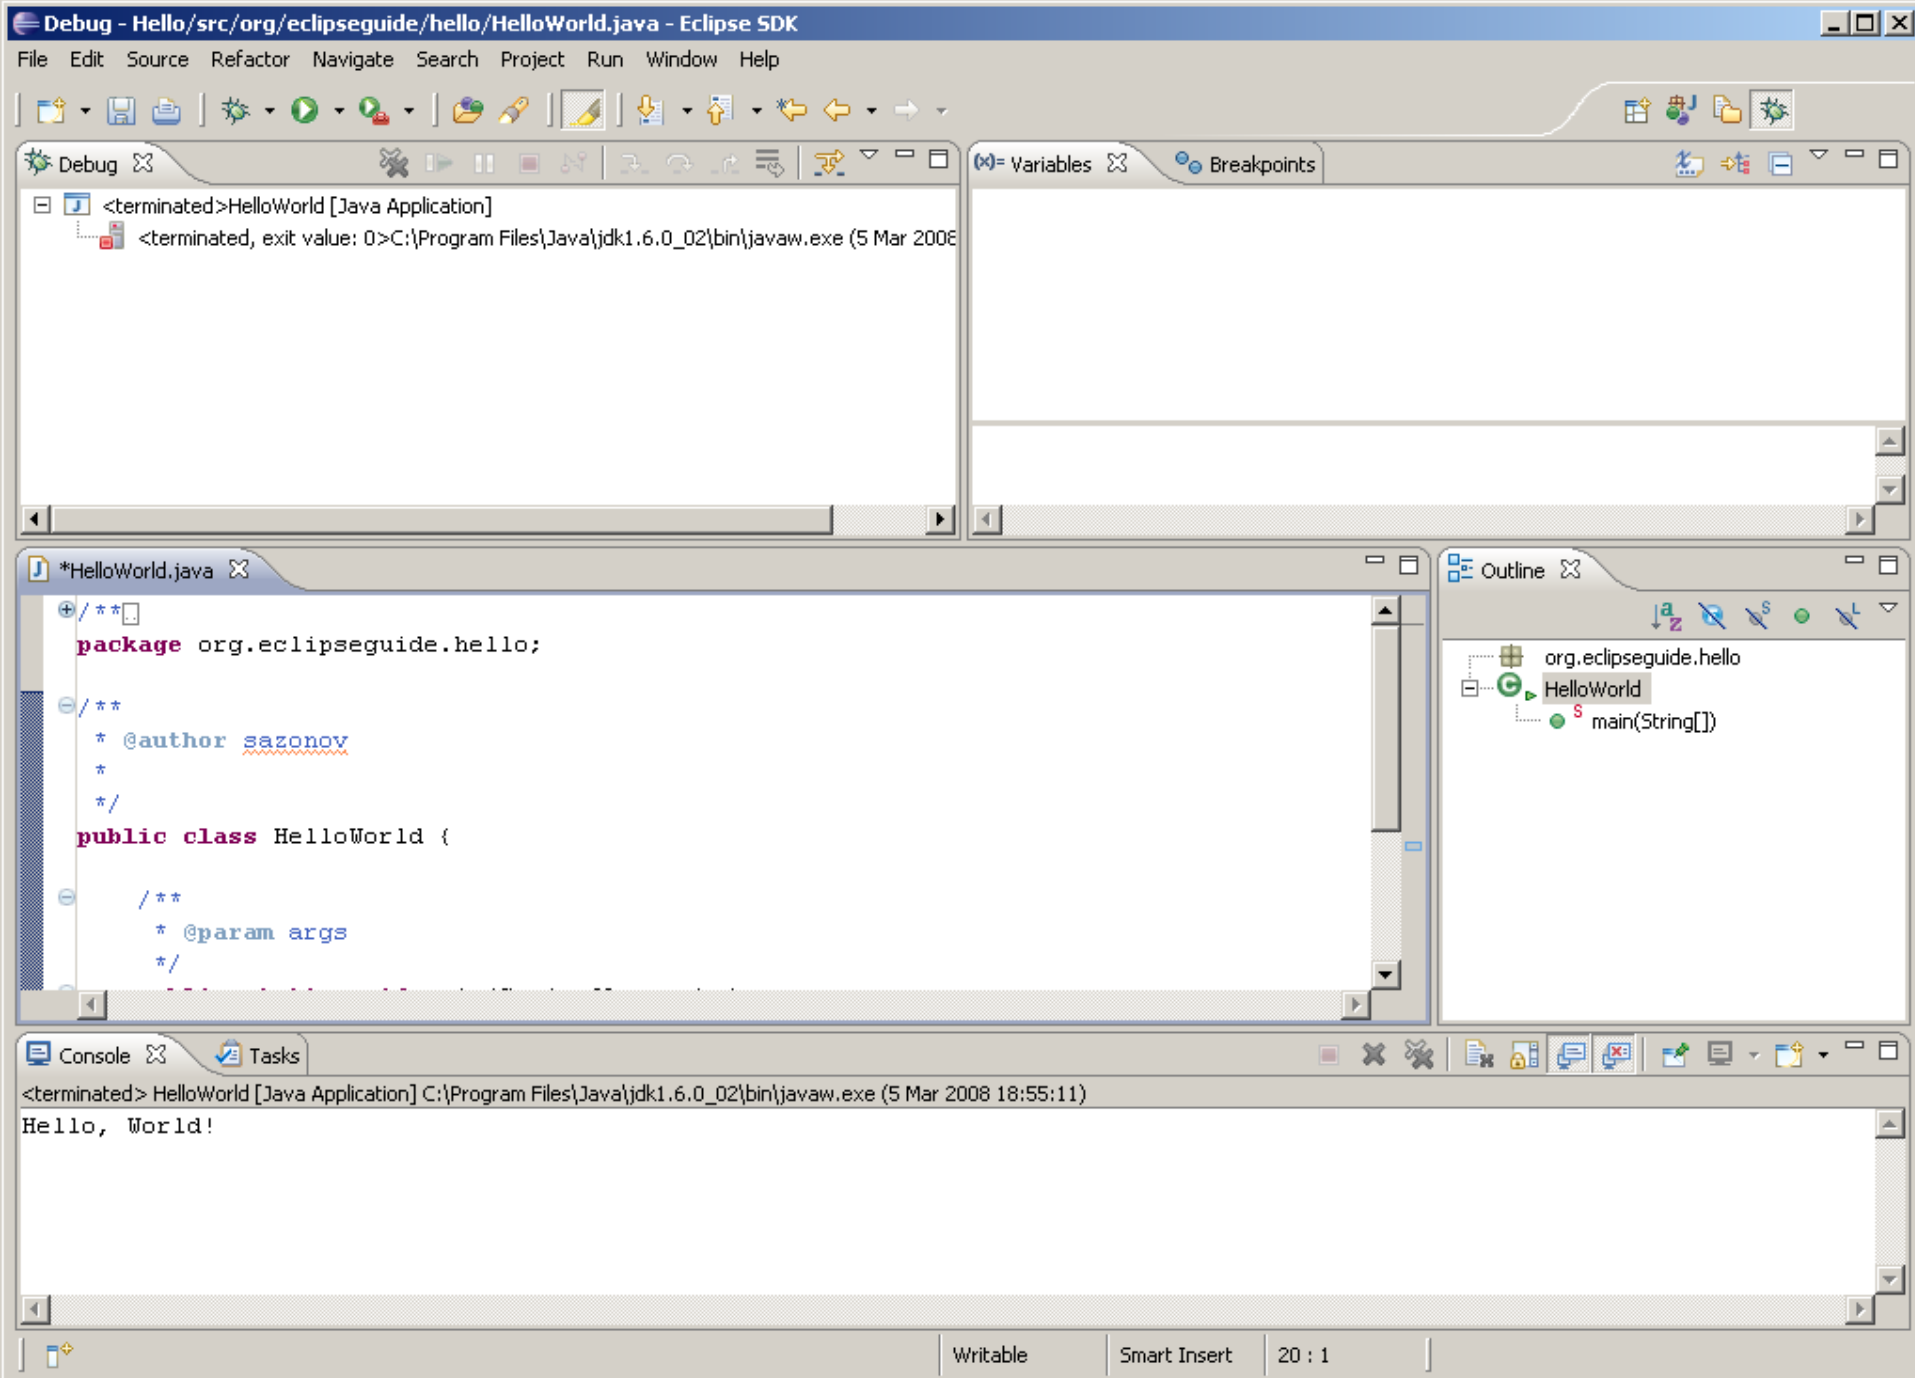 Debug - Hello/src/org/eclipseguide/hello/HelloWorld.java - Eclipse SDK
File Edit Source Refactor Navigate Search Project Run Window Help
Debug
<terminated>HelloWorld [Java Application]
<terminated, exit value: 0>C:\Program Files\Java\jdk1.6.0_02\bin\javaw.exe (5 Mar 2008
(x)= Variables Breakpoints
*HelloWorld.java
/**
package org.eclipseguide.hello;
/**
* @author sazonov
*
*/
public class HelloWorld {
/**
* @param args
*/
Outline
org.eclipseguide.hello
HelloWorld
main(String[])
Console Tasks
<terminated> HelloWorld [Java Application] C:\Program Files\Java\jdk1.6.0_02\bin\javaw.exe (5 Mar 2008 18:55:11)
Hello, World!
Writable Smart Insert 20 : 1